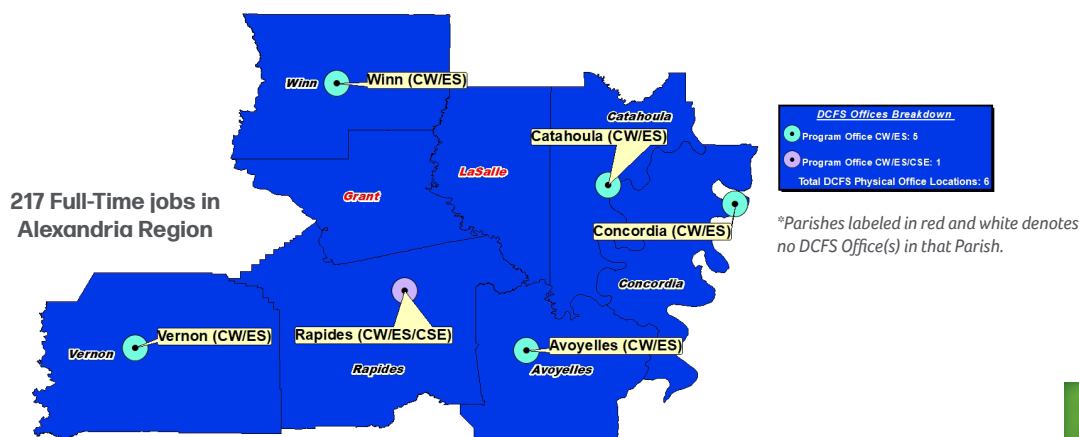 Winn
Winn (CW/ES)
Catahoula
Catahoula (CW/ES)
LaSalle
Grant
217 Full-Time jobs in
Alexandria Region
Concordia (CW/ES)
Concordia
Rapides (CW/ES/CSE)
Rapides
Vernon (CW/ES)
Vernon
Avoyelles (CW/ES)
Avoyelles
DCFS Offices Breakdown
Program Office CW/ES: 5
Program Office CW/ES/CSE: 1
Total DCFS Physical Office Locations: 6
*Parishes labeled in red and white denotes
no DCFS Office(s) in that Parish.